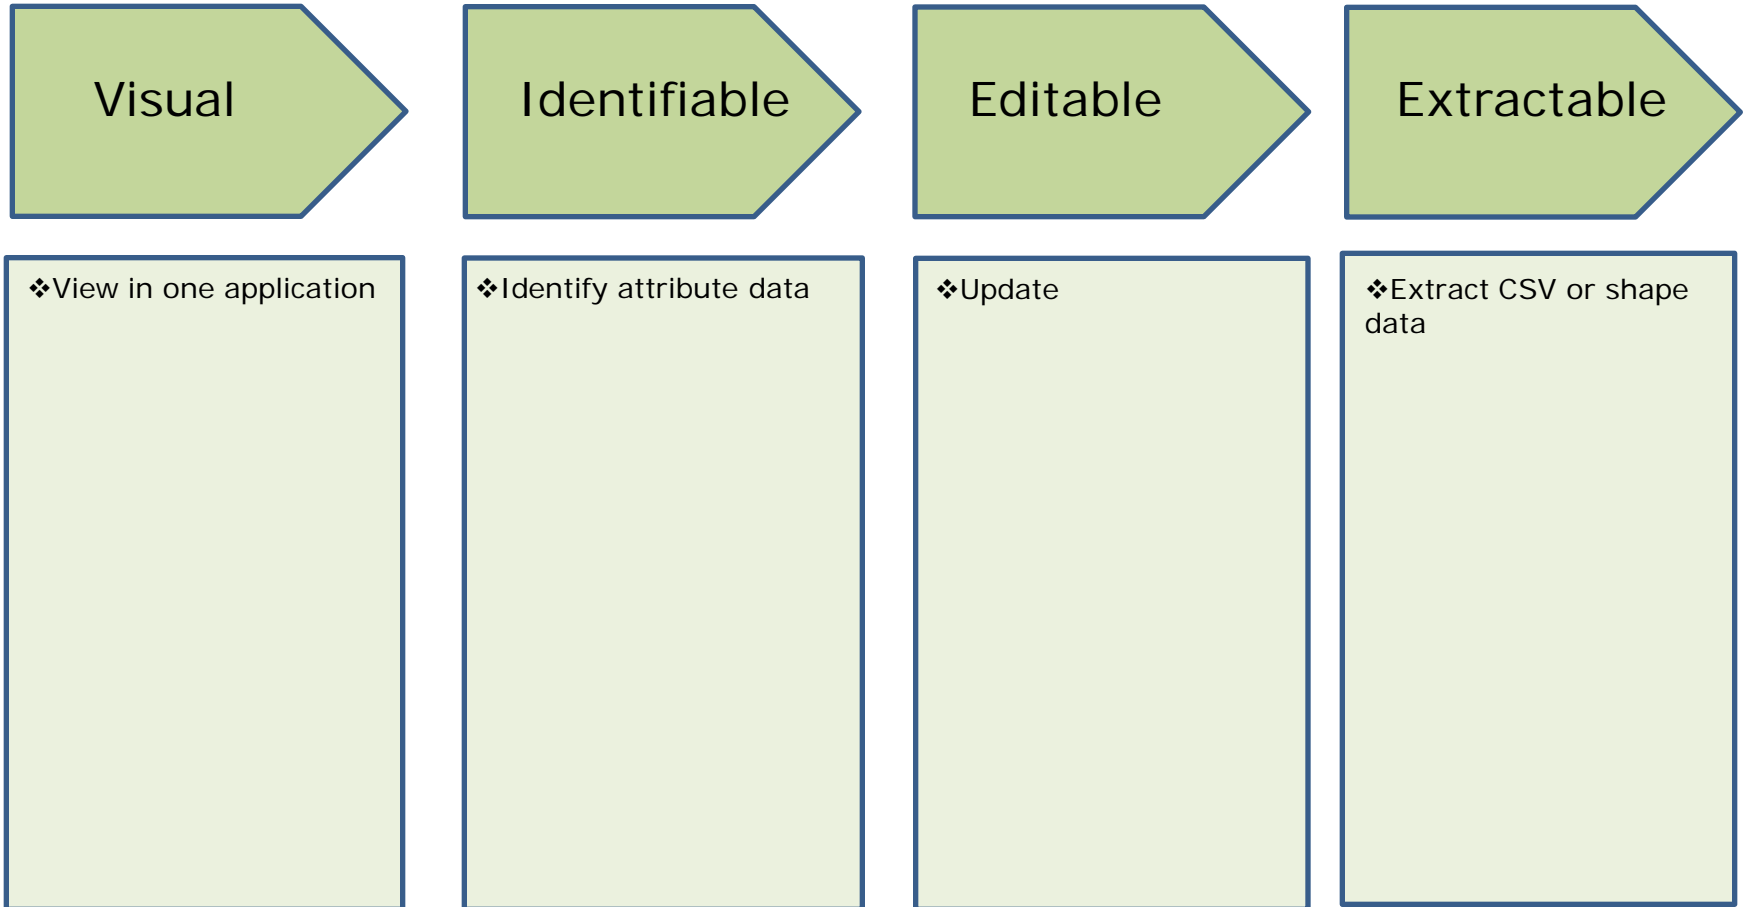 Visual
Identifiable
Editable
Extractable
❖View in one application
❖Identify attribute data
❖Update
❖Extract CSV or shape
data